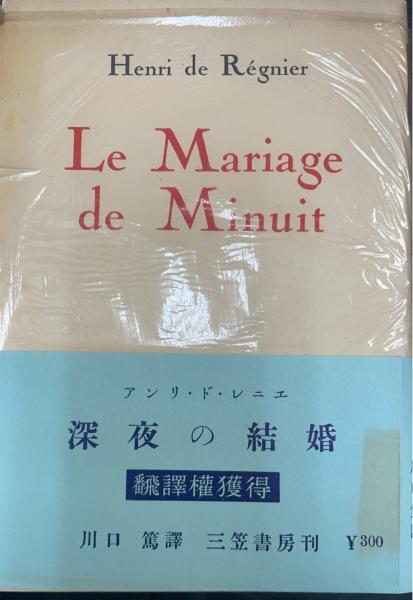 Henri de Régnier
Le Mariage
de Minuit
アンリ・ド・レニエ
深夜の結婚
飜譯權獲得
川口 篤譯 三笠書房刊 ¥300